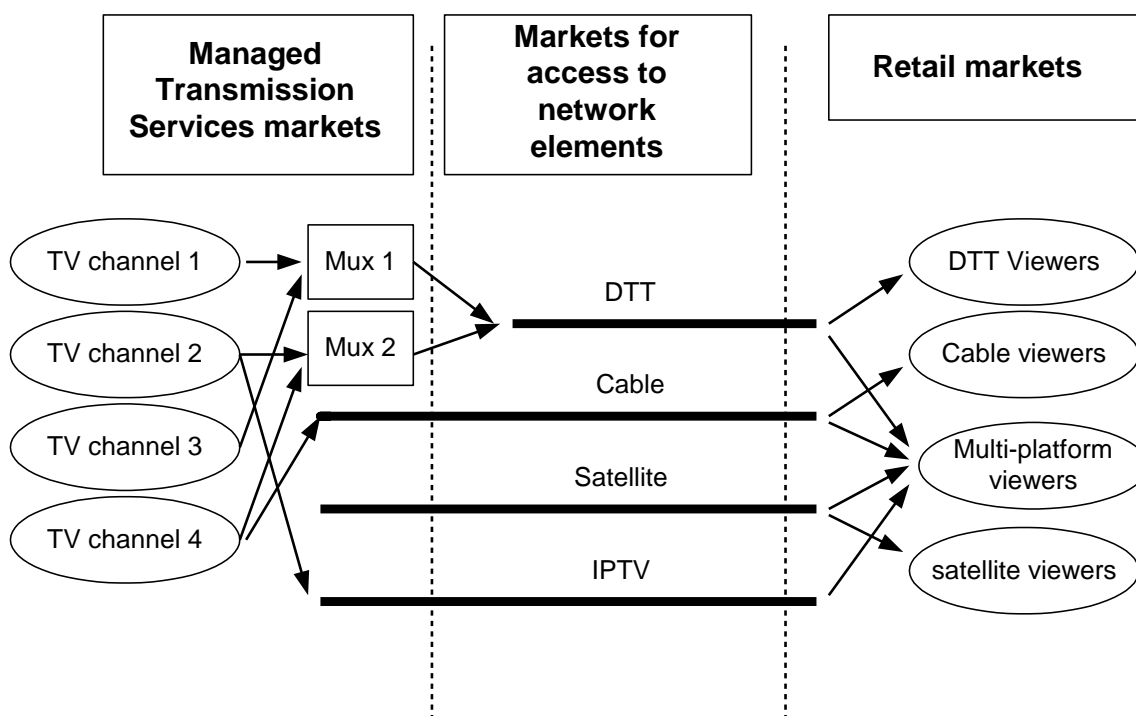 Managed
Transmission
Services markets
Markets for
access to
network
elements
Retail markets
TV channel 1
Mux 1
DTT Viewers
DTT
TV channel 2
Mux 2
Cable viewers
Cable
TV channel 3
Multi-platform
viewers
Satellite
TV channel 4
IPTV
satellite viewers